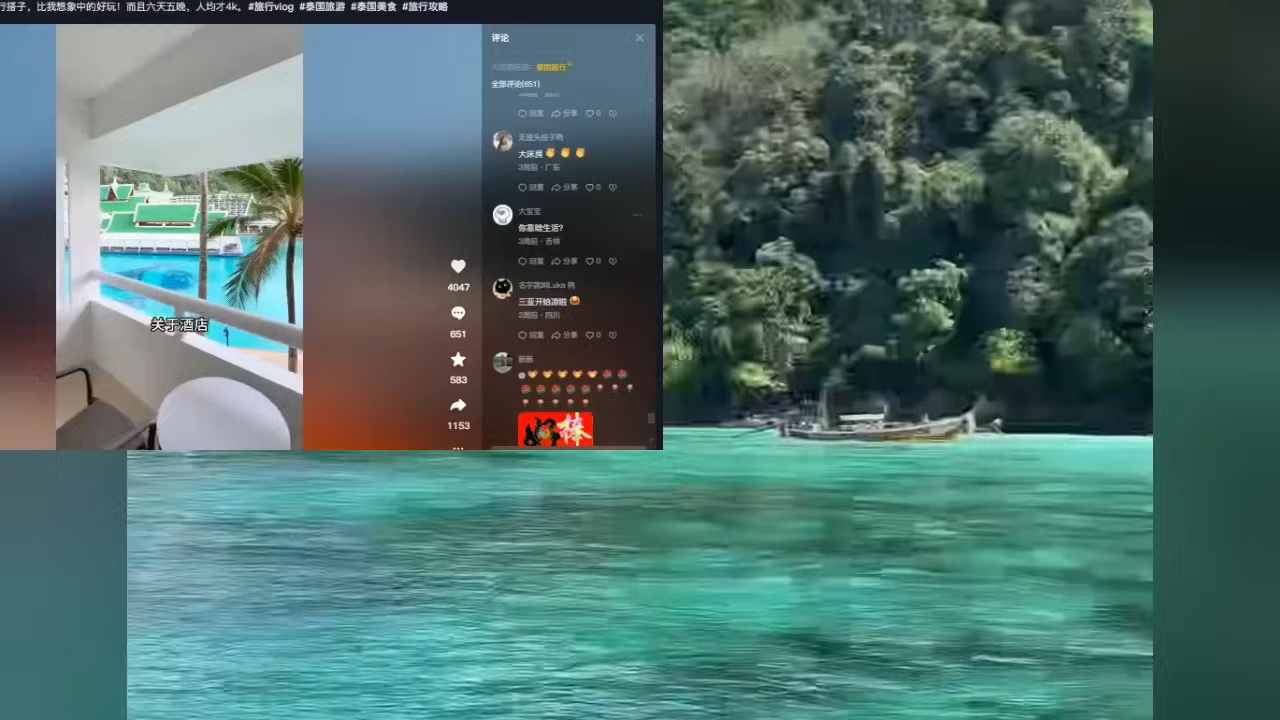 行搭子，比我想象中的好玩！而且六天五晚，人均才4k。#旅行vlog #泰国旅游 #泰国美食 #旅行攻略
评论
泰国旅行
全部评论(651)
回复 分享 0
大床房
3周前·广东
回复 分享 0
大宝宝
你靠啥生活?
3周前·吉林
回复 分享 0
三亚开始凉啦
2周前·四川
回复 分享 0
新新
棒
关于酒店
4047
651
583
1153